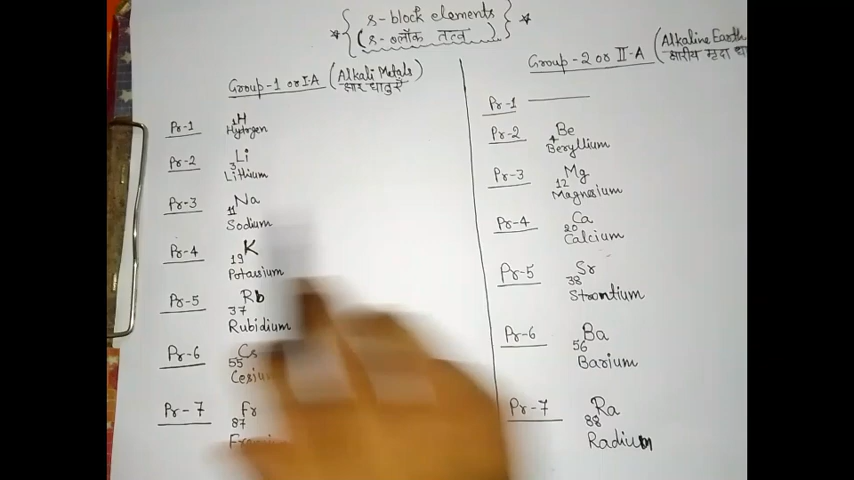 * { s-block elements } *
(s-ब्लॉक तत्व)
Group-1 or I-A (Alkali Metals)
क्षार धातुएँ
Pr-1 1H
Hydrgen
Pr-2 3Li
Lithium
Pr-3 11Na
Sodium
Pr-4 19K
Potassium
Pr-5 37Rb
Rubidium
Pr-6 55Cs
Pr-7 87Fr
Group-2 or II-A (Alkaline Earth
क्षारीय मृदा धा
Pr-1
Pr-2 4Be
Beryllium
Pr-3 12Mg
Magnesium
Pr-4 20Ca
Calcium
Pr-5 38Sr
Strontium
Pr-6 56Ba
Barium
Pr-7 88Ra
Radium